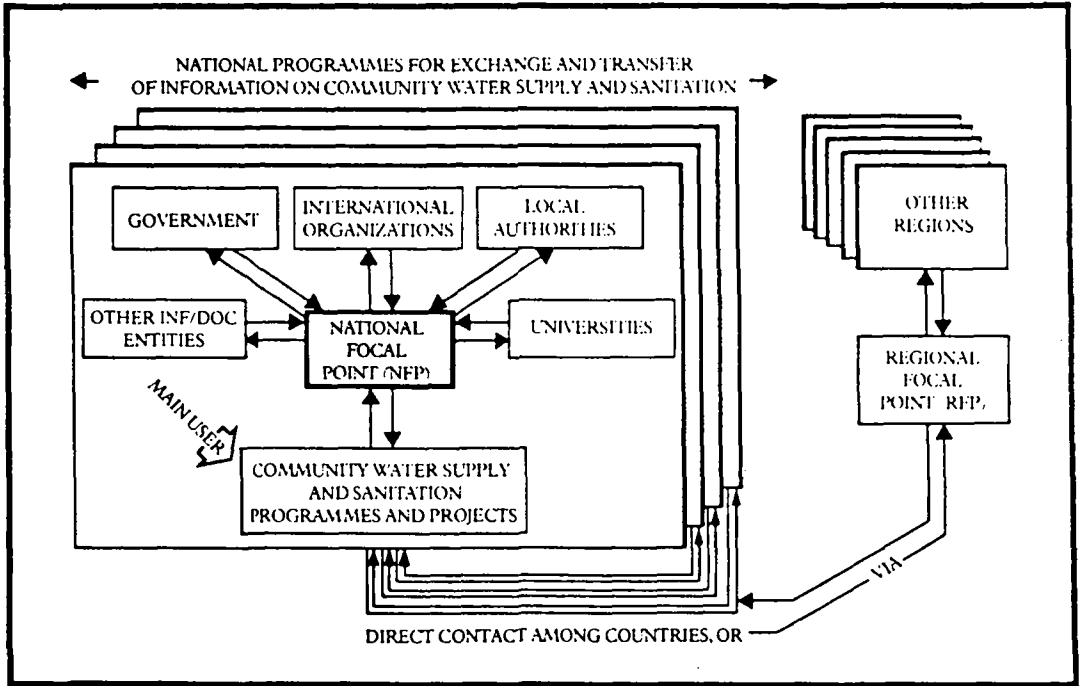 NATIONAL PROGRAMMES FOR EXCHANGE AND TRANSFER
OF INFORMATION ON COMMUNITY WATER SUPPLY AND SANITATION
GOVERNMENT
INTERNATIONAL
ORGANIZATIONS
LOCAL
AUTHORITIES
OTHER INF/DOC
ENTITIES
NATIONAL
FOCAL
POINT (NFP)
UNIVERSITIES
MAIN USER
COMMUNITY WATER SUPPLY
AND SANITATION
PROGRAMMES AND PROJECTS
OTHER
REGIONS
REGIONAL
FOCAL
POINT (RFP)
VIA
DIRECT CONTACT AMONG COUNTRIES, OR